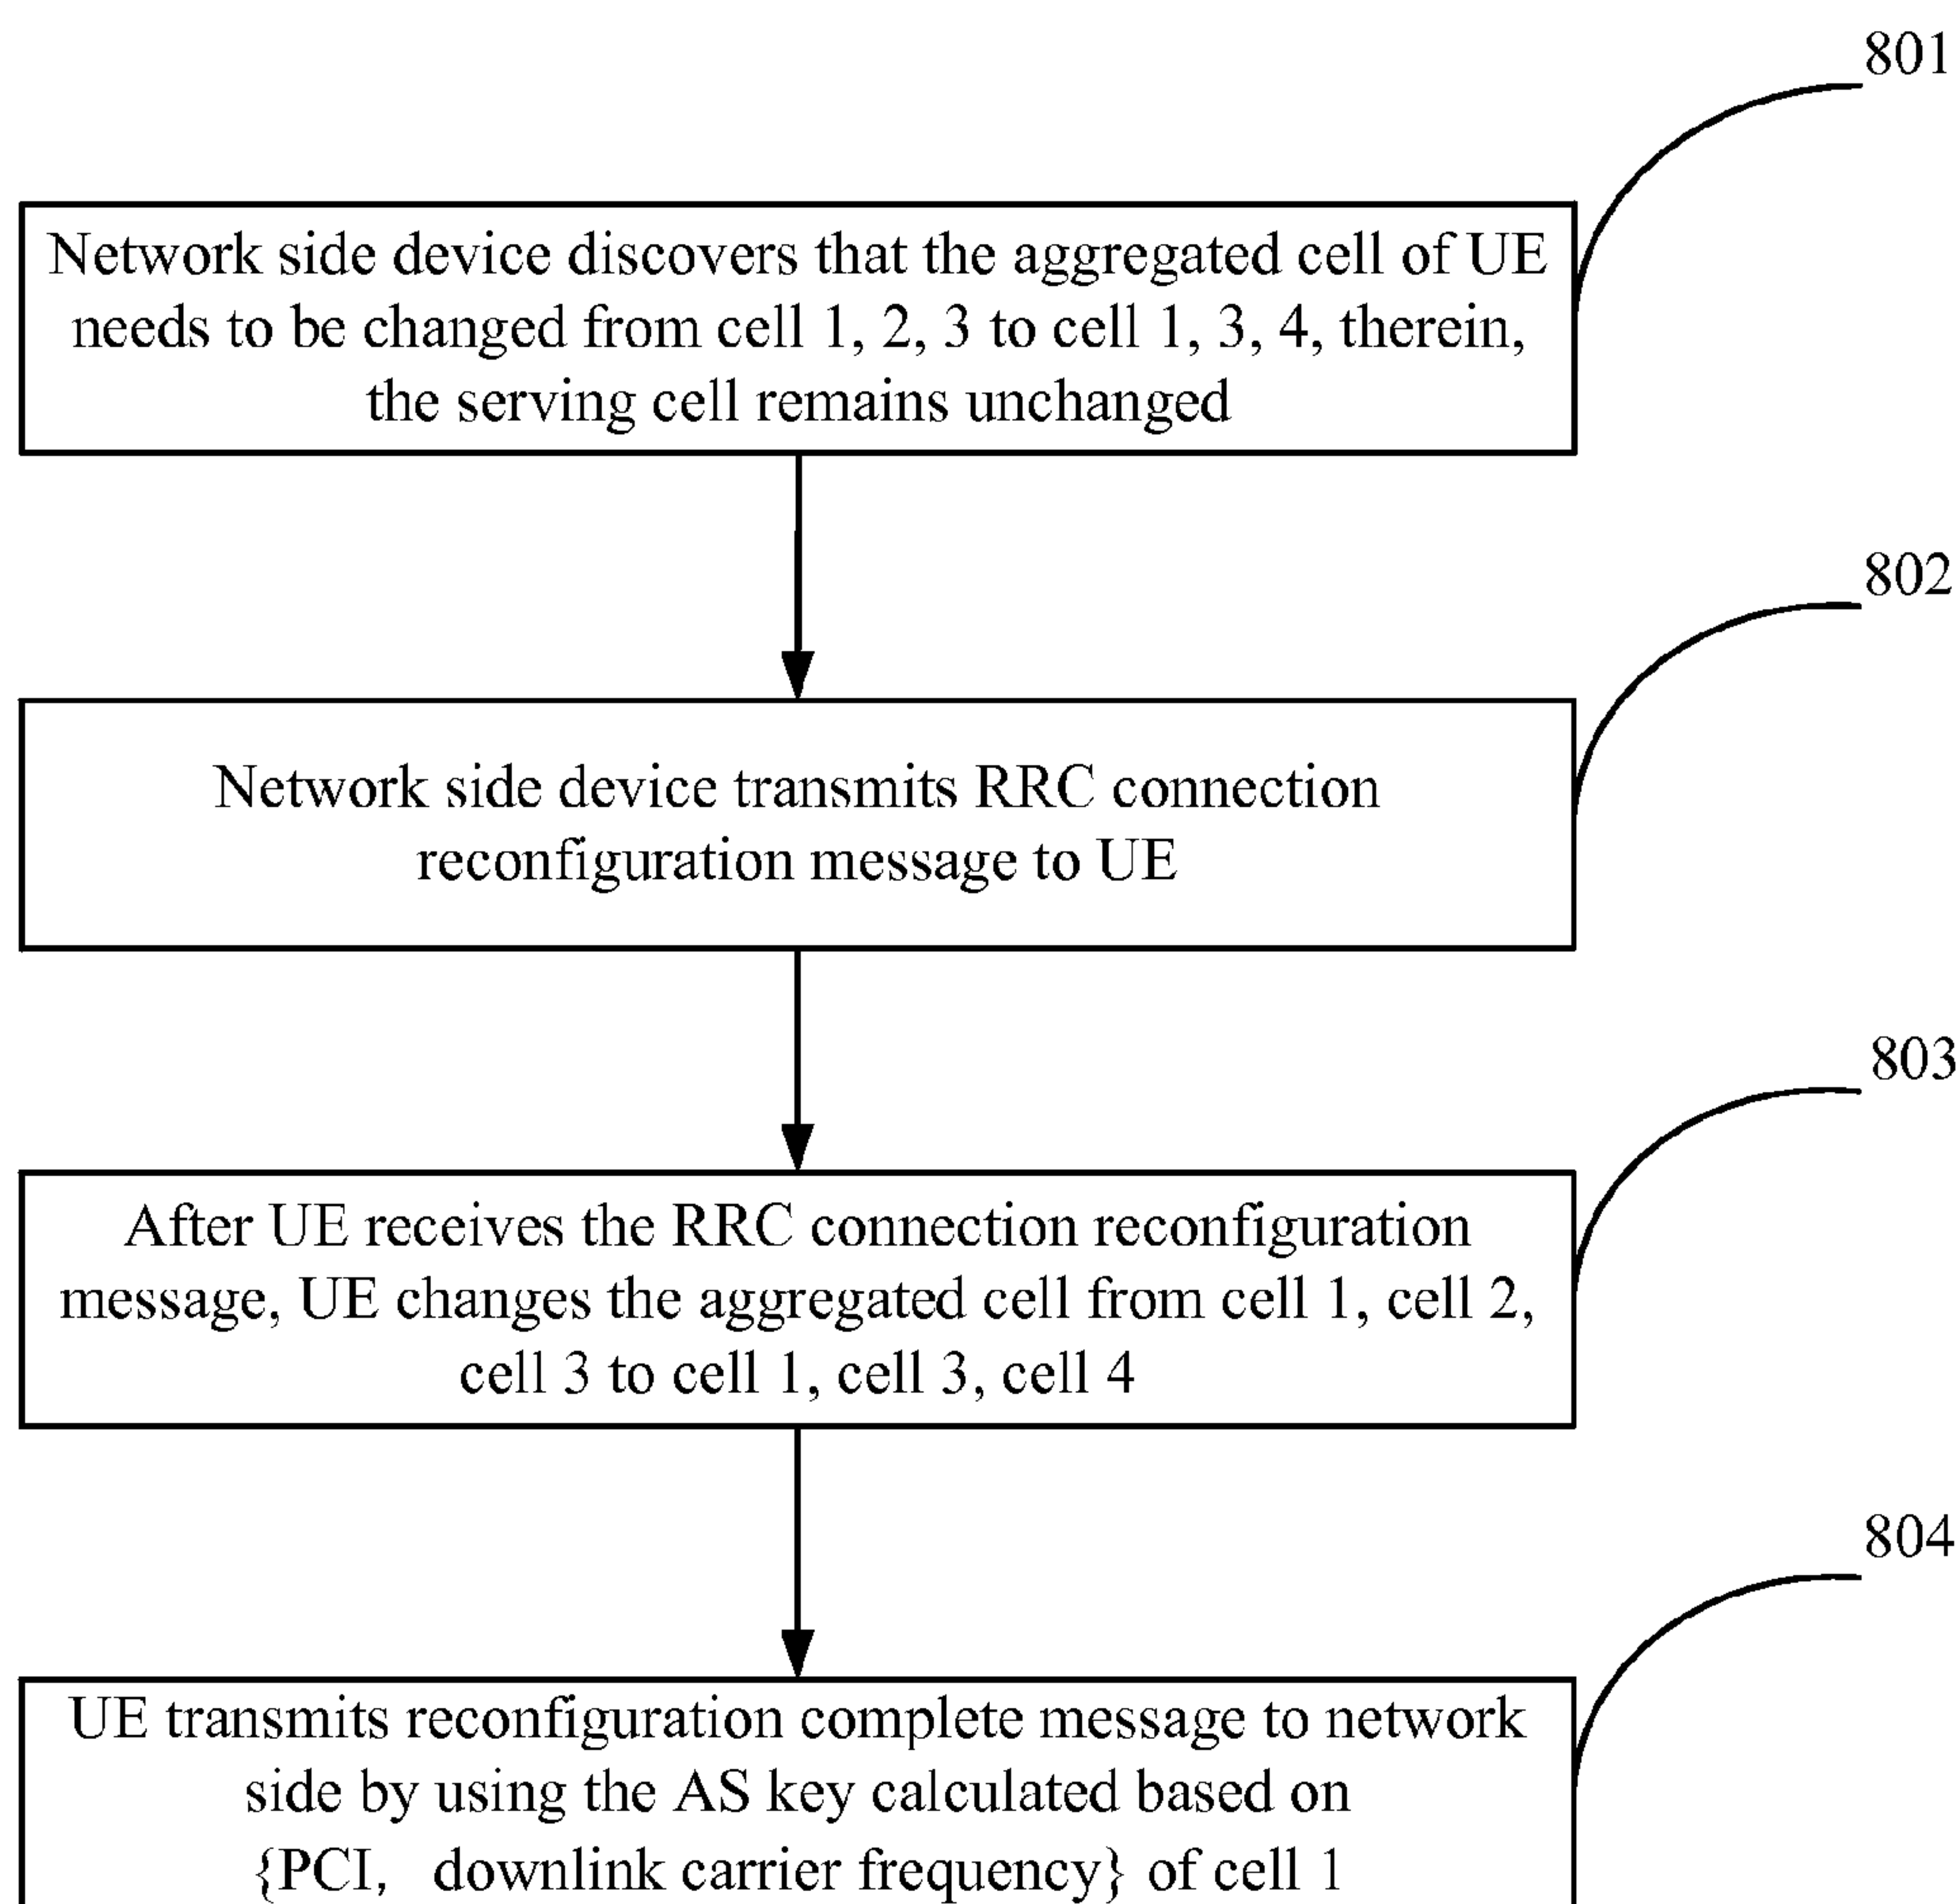 801
Network side device discovers that the aggregated cell of UE
needs to be changed from cell 1, 2, 3 to cell 1, 3, 4, therein,
the serving cell remains unchanged
802
Network side device transmits RRC connection
reconfiguration message to UE
803
After UE receives the RRC connection reconfiguration
message, UE changes the aggregated cell from cell 1, cell 2,
cell 3 to cell 1, cell 3, cell 4
804
UE transmits reconfiguration complete message to network
side by using the AS key calculated based on
{PCI, downlink carrier frequency} of cell 1